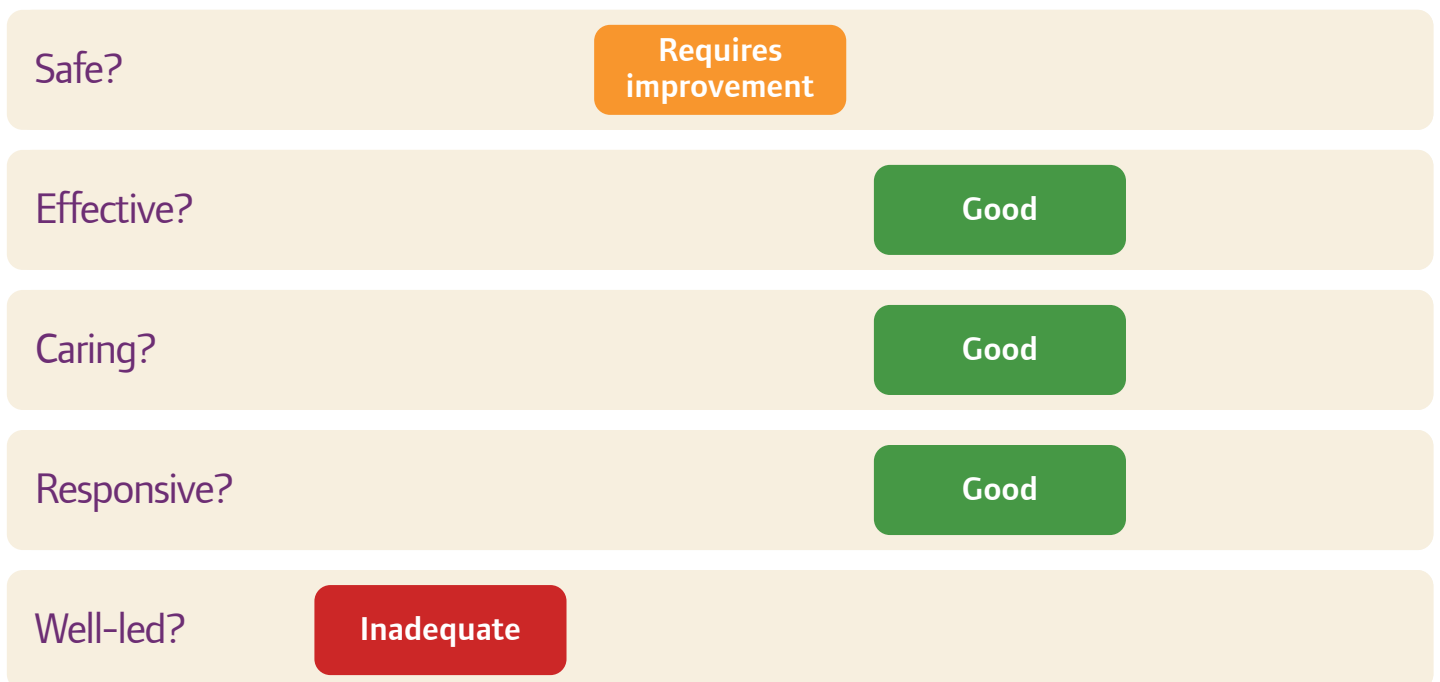 Safe?
Requires
improvement
Effective?
Good
Caring?
Good
Responsive?
Good
Well-led?
Inadequate